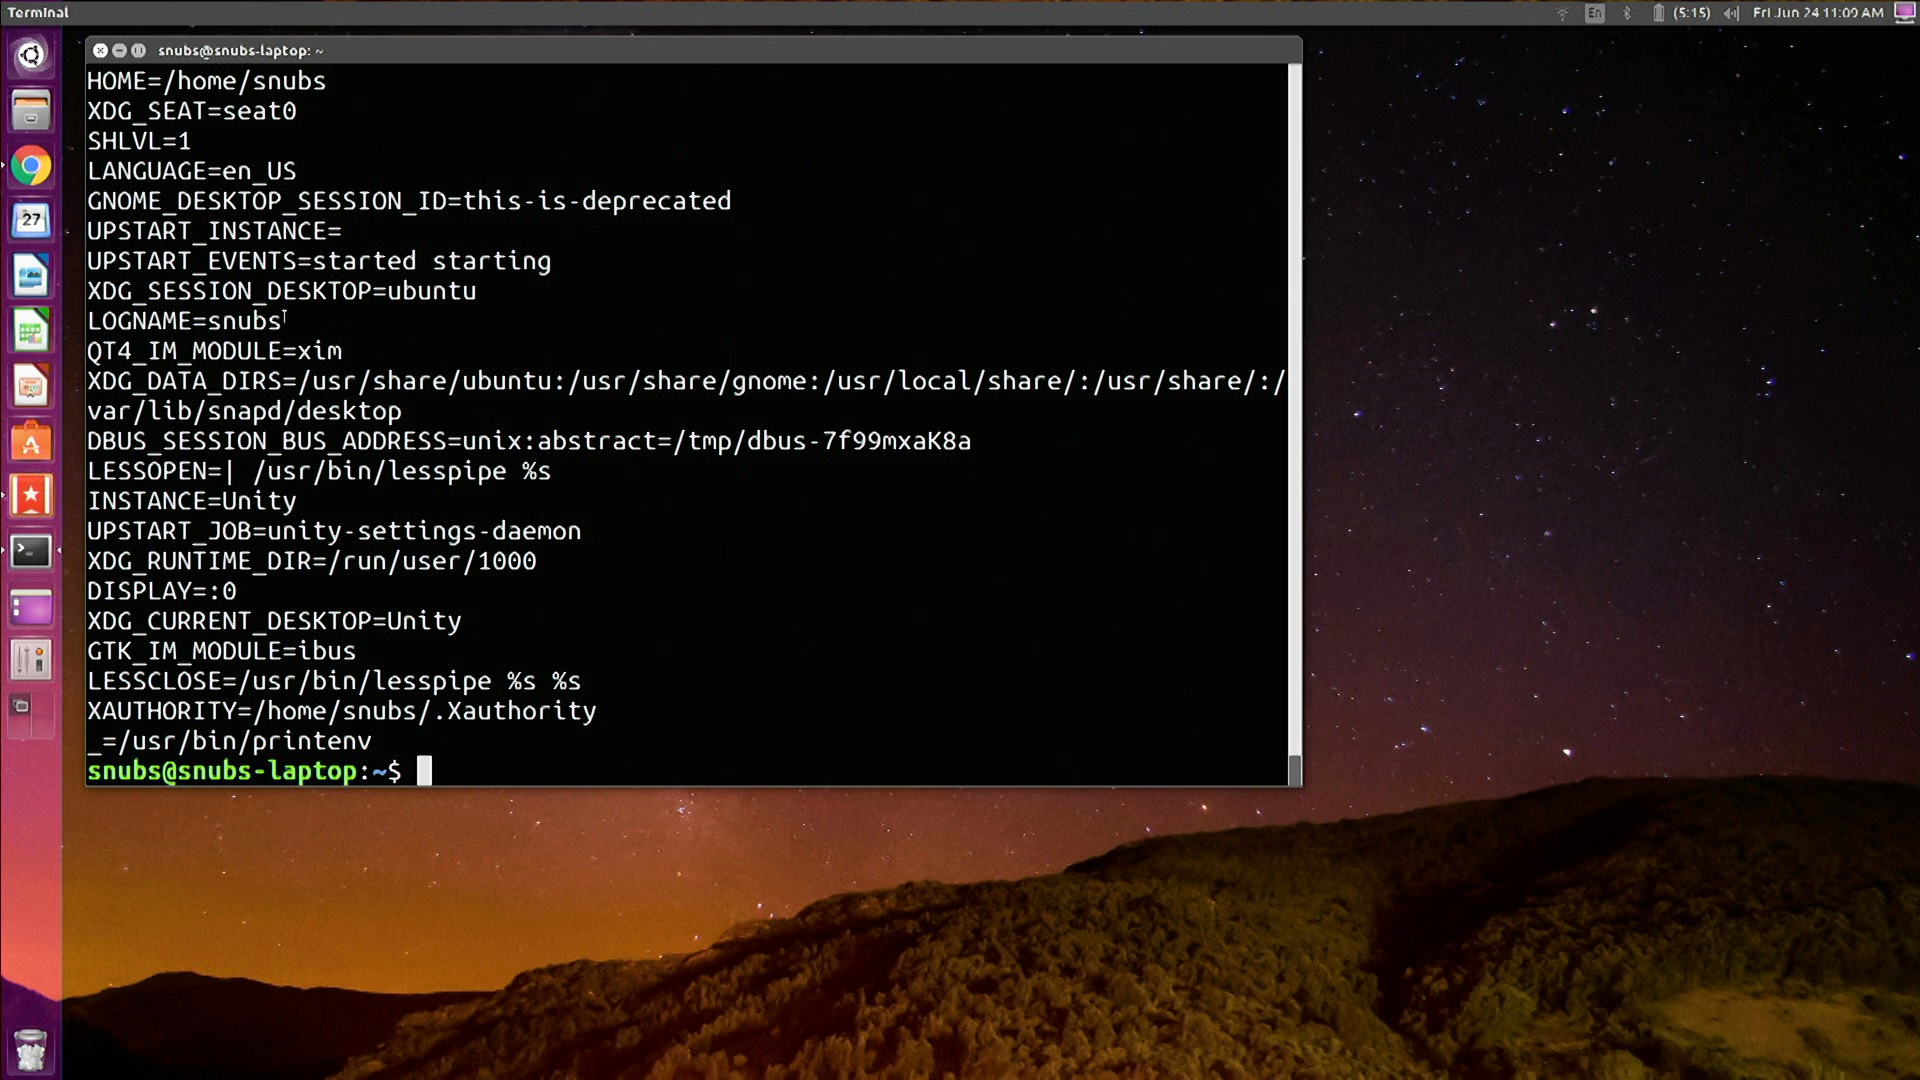 Terminal
En
(5:15)
Fri Jun 24 11:09 AM
snubs@snubs-laptop: ~
27
HOME=/home/snubs
XDG_SEAT=seat0
SHLVL=1
LANGUAGE=en_US
GNOME_DESKTOP_SESSION_ID=this-is-deprecated
UPSTART_INSTANCE=
UPSTART_EVENTS=started starting
XDG_SESSION_DESKTOP=ubuntu
LOGNAME=snubs
QT4_IM_MODULE=xim
XDG_DATA_DIRS=/usr/share/ubuntu:/usr/share/gnome:/usr/local/share/:/usr/share/:/
var/lib/snapd/desktop
DBUS_SESSION_BUS_ADDRESS=unix:abstract=/tmp/dbus-7f99mxaK8a
LESSOPEN=| /usr/bin/lesspipe %s
INSTANCE=Unity
UPSTART_JOB=unity-settings-daemon
XDG_RUNTIME_DIR=/run/user/1000
DISPLAY=:0
XDG_CURRENT_DESKTOP=Unity
GTK_IM_MODULE=ibus
LESSCLOSE=/usr/bin/lesspipe %s %s
XAUTHORITY=/home/snubs/.Xauthority
_=/usr/bin/printenv
snubs@snubs-laptop:~$